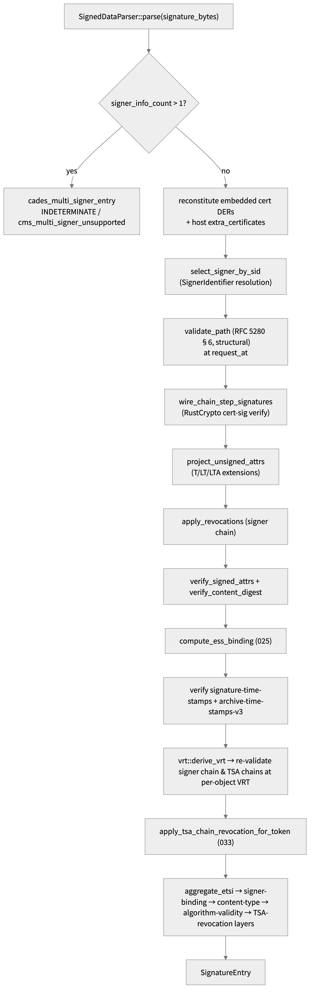 SignedDataParser::parse(signature_bytes)
signer_info_count > 1?
yes
no
cades_multi_signer_entry
INDETERMINATE /
cms_multi_signer_unsupported
reconstitute embedded cert
DERs
+ host extra_certificates
select_signer_by_sid
(SignerIdentifier resolution)
validate_path (RFC 5280
§ 6, structural)
at request_at
wire_chain_step_signatures
(RustCrypto cert-sig verify)
project_unsigned_attrs
(T/LT/LTA extensions)
apply_revocations (signer
chain)
verify_signed_attrs +
verify_content_digest
compute_ess_binding (025)
verify signature-time-
stamps + archive-time-
stamps-v3
vrt::derive_vrt → re-validate
signer chain & TSA chains at
per-object VRT
apply_tsa_chain_revocation_for_token
(033)
aggregate_etsi → signer-
binding → content-type →
algorithm-validity → TSA-
revocation layers
SignatureEntry